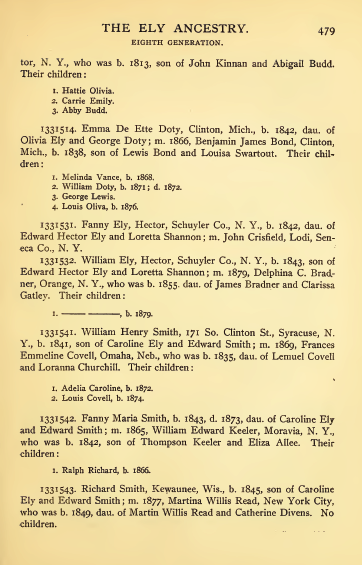 THE ELY ANCESTRY. 479
EIGHTH GENERATION.
tor, N. Y., who was b. 1813, son of John Kinnan and Abigail Budd.
Their children:
1. Hattie Olivia.
2. Carrie Emily.
3. Abby Budd.
1331514. Emma De Ette Doty, Clinton, Mich., b. 1842, dau. of
Olivia Ely and George Doty; m. 1866, Benjamin James Bond, Clinton,
Mich., b. 1838, son of Lewis Bond and Louisa Swartout. Their chil-
dren:
1. Melinda Vance, b. 1868.
2. William Doty, b. 1871; d. 1872.
3. George Lewis.
4. Louis Oliva, b. 1876.
1331531. Fanny Ely, Hector, Schuyler Co., N. Y., b. 1842, dau. of
Edward Hector Ely and Loretta Shannon; m. John Crisfield, Lodi, Sen-
eca Co., N. Y.
1331532. William Ely, Hector, Schuyler Co., N. Y., b. 1843, son of
Edward Hector Ely and Loretta Shannon; m. 1879, Delphina C. Brad-
ner, Orange, N. Y., who was b. 1855. dau. of James Bradner and Clarissa
Gatley. Their children:
1. —— ——, b. 1879.
1331541. William Henry Smith, 171 So. Clinton St., Syracuse, N.
Y., b. 1841, son of Caroline Ely and Edward Smith; m. 1869, Frances
Emmeline Covell, Omaha, Neb., who was b. 1835, dau. of Lemuel Covell
and Loranna Churchill. Their children:
1. Adelia Caroline, b. 1872.
2. Louis Covell, b. 1874.
1331542. Fanny Maria Smith, b. 1843, d. 1873, dau. of Caroline Ely
and Edward Smith; m. 1865, William Edward Keeler, Moravia, N. Y.,
who was b. 1842, son of Thompson Keeler and Eliza Allee. Their
children:
1. Ralph Richard, b. 1866.
1331543. Richard Smith, Kewaunee, Wis., b. 1845, son of Caroline
Ely and Edward Smith; m. 1877, Martina Willis Read, New York City,
who was b. 1849, dau. of Martin Willis Read and Catherine Divens. No
children.